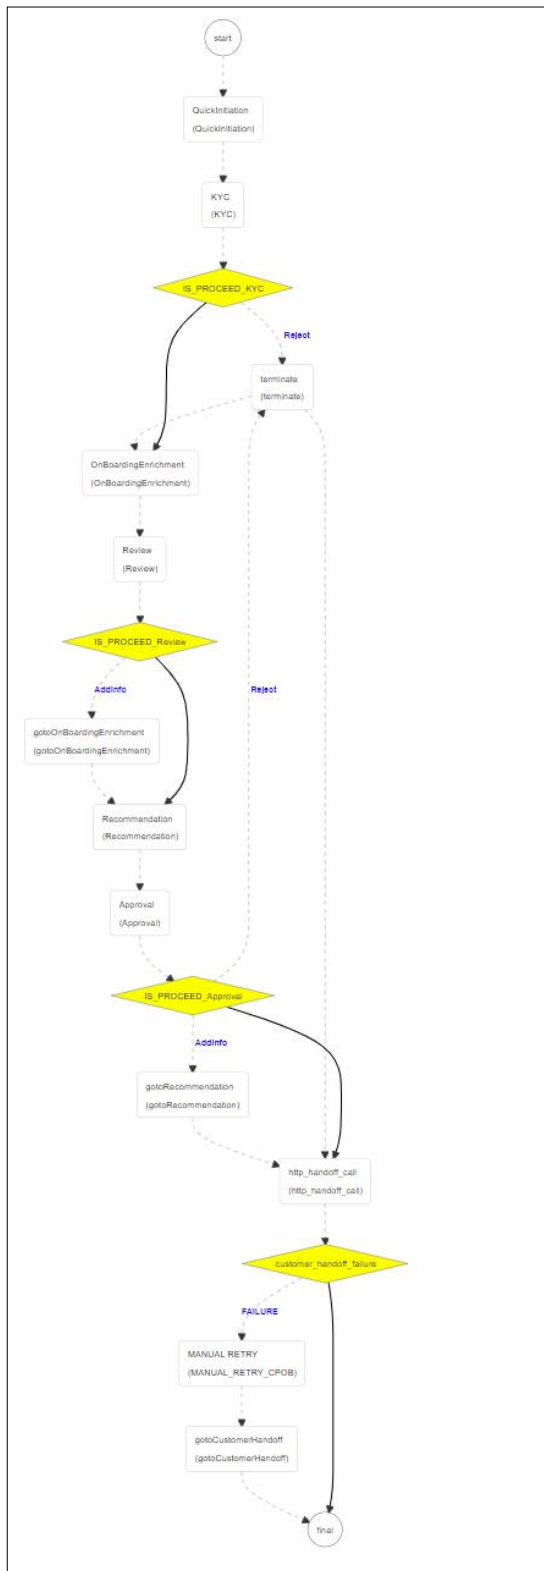 start
QuickInitiation
(QuickInitiation)
KYC
(KYC)
IS_PROCEED_KYC
Reject
terminate
(terminate)
OnBoardingEnrichment
(OnBoardingEnrichment)
Review
(Review)
IS_PROCEED_Review
AddInfo
Reject
gotoOnBoardingEnrichment
(gotoOnBoardingEnrichment)
Recommendation
(Recommendation)
Approval
(Approval)
IS_PROCEED_Approval
AddInfo
gotoRecommendation
(gotoRecommendation)
http_handoff_call
(http_handoff_call)
customer_handoff_failure
FAILURE
MANUAL RETRY
(MANUAL_RETRY_CPOB)
gotoCustomerHandoff
(gotoCustomerHandoff)
final